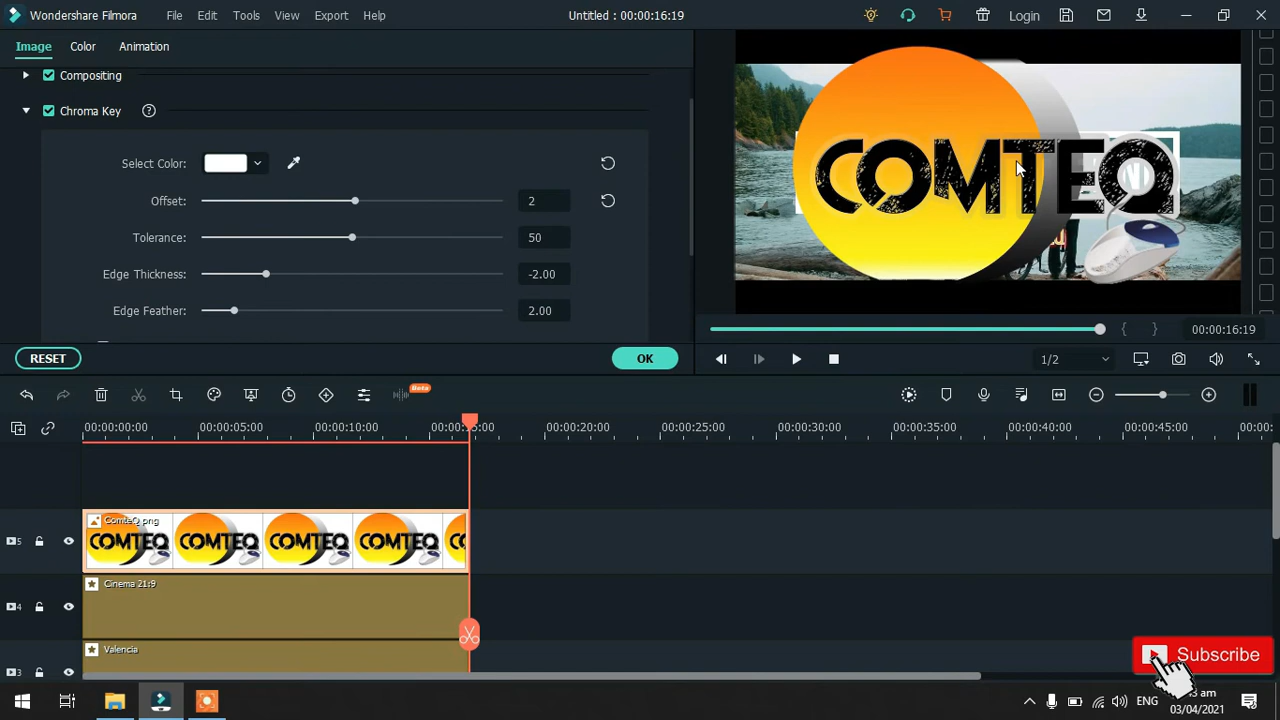 Wondershare Filmora File Edit Tools View Export Help Untitled : 00:00:16:19 Login
Image Color Animation
Compositing
Chroma Key ?
Select Color:
Offset: 2
Tolerance: 50
Edge Thickness: -2.00
Edge Feather: 2.00
RESET OK
COMTEQ
{ } 00:00:16:19
1/2
Beta
00:00:00:00 00:00:05:00 00:00:10:00 00:00:20:00 00:00:25:00 00:00:30:00 00:00:35:00 00:00:40:00 00:00:45:00
5
ComteQ png
COMTEQ COMTEQ COMTEQ COMTEQ
4
Cinema 21:9
3
Valencia
Subscribe
ENG
03/04/2021